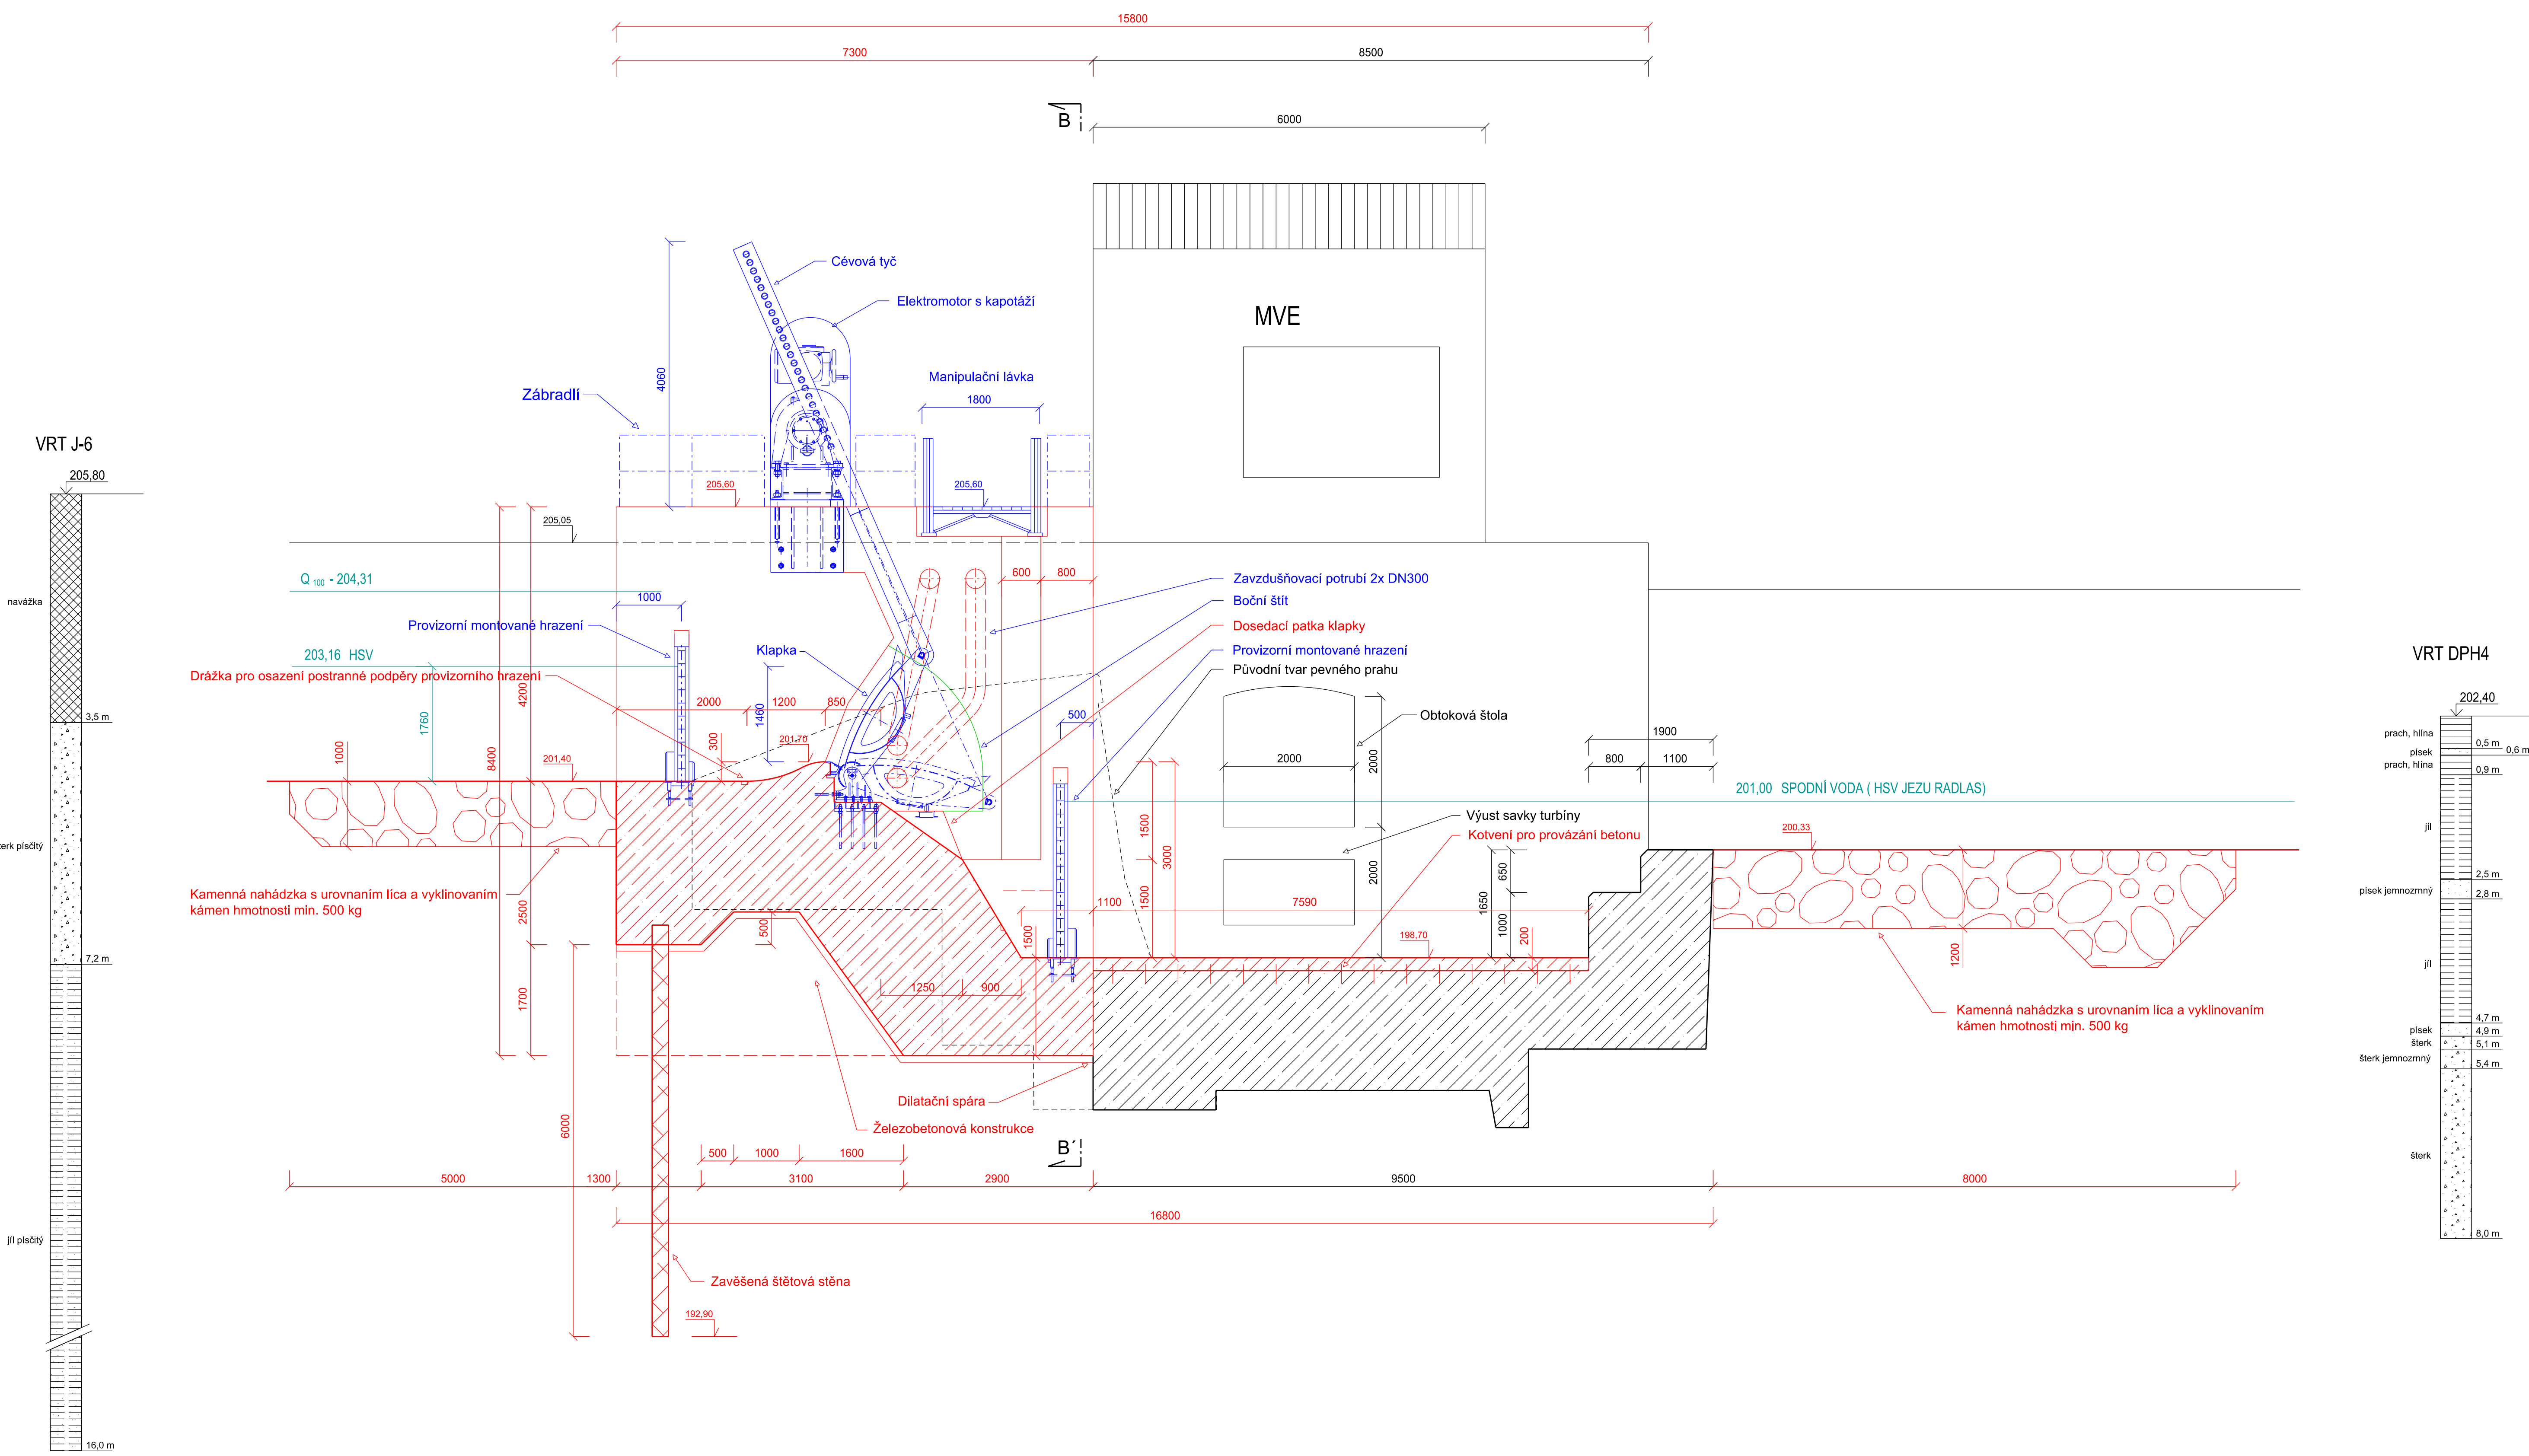 15800
7300
8500
B
6000
Cévová tyč
Elektromotor s kapotáží
MVE
4060
Manipulační lávka
Zábradlí
1800
VRT J-6
205,80
205,60
205,60
205,05
Q 100 - 204,31
600
800
Zavzdušňovací potrubí 2x DN300
navážka
1000
Boční štít
Provizorní montované hrazení
Dosedací patka klapky
203,16 HSV
Klapka
Provizorní montované hrazení
VRT DPH4
Drážka pro osazení postranné podpěry provizorního hrazení
Původní tvar pevného prahu
4200
2000
1200
850
202,40
3,5 m
1760
1460
500
Obtoková štola
1900
prach, hlína
300
201,70
0,5 m
0,6 m
písek
8400
1000
201,40
2000
2000
800
1100
prach, hlína
0,9 m
201,00 SPODNÍ VODA ( HSV JEZU RADLAS)
Výust savky turbíny
1500
3000
200,33
jíl
Kotvení pro provázání betonu
terk písčitý
2000
650
1650
2,5 m
Kamenná nahádzka s urovnaním líca a vyklinovaním
kámen hmotnosti min. 500 kg
2500
písek jemnozrnný
2,8 m
1500
1100
7590
500
1000
1500
198,70
200
1200
7,2 m
jíl
1700
1250
900
Kamenná nahádzka s urovnaním líca a vyklinovaním
kámen hmotnosti min. 500 kg
4,7 m
písek
4,9 m
šterk
5,1 m
šterk jemnozrnný
5,4 m
Dilatační spára
6000
Železobetonová konstrukce
B´
500
1000
1600
šterk
5000
1300
3100
2900
9500
8000
16800
8,0 m
jíl písčitý
Zavěšená štětová stěna
192,90
16,0 m